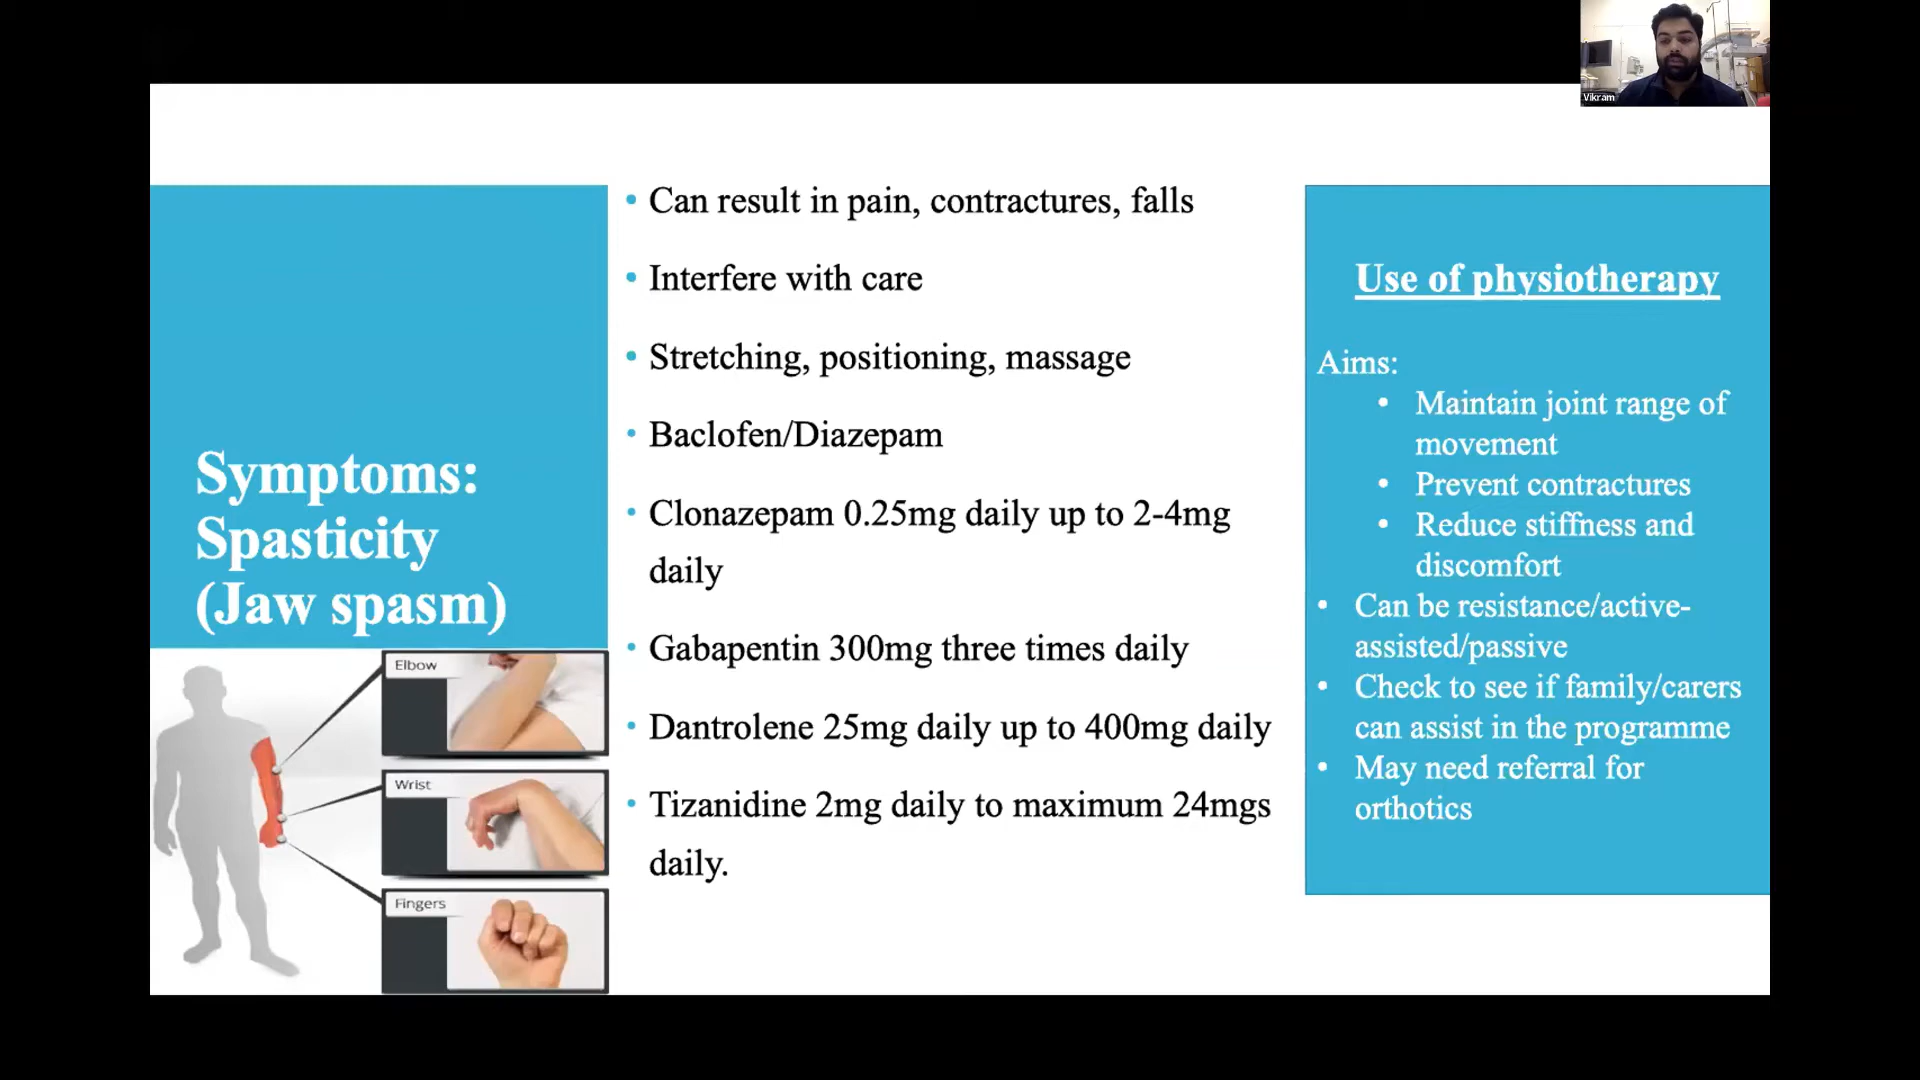 Vikram
Symptoms:
Spasticity
(Jaw spasm)
Elbow
Wrist
Fingers
• Can result in pain, contractures, falls
• Interfere with care
• Stretching, positioning, massage
• Baclofen/Diazepam
• Clonazepam 0.25mg daily up to 2-4mg
daily
• Gabapentin 300mg three times daily
• Dantrolene 25mg daily up to 400mg daily
• Tizanidine 2mg daily to maximum 24mgs
daily.
Use of physiotherapy
Aims:
• Maintain joint range of
movement
• Prevent contractures
• Reduce stiffness and
discomfort
• Can be resistance/active-
assisted/passive
• Check to see if family/carers
can assist in the programme
• May need referral for
orthotics